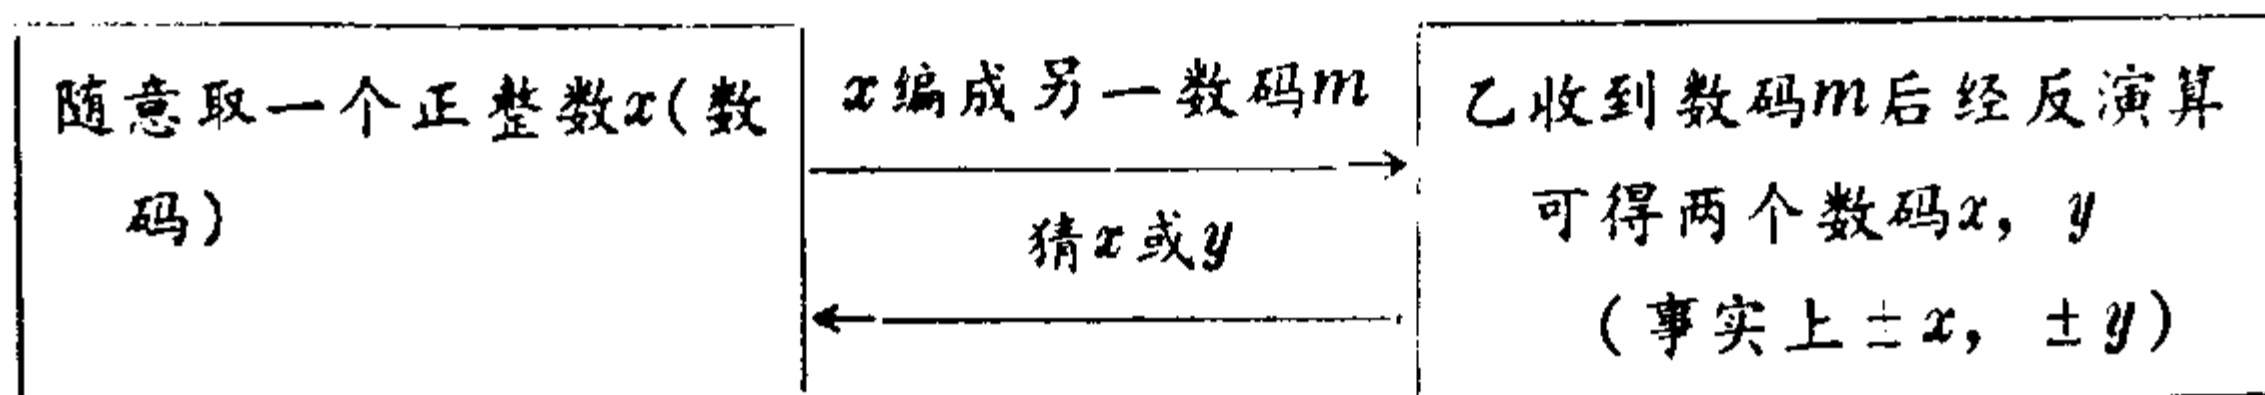 随意取一个正整数x(数
码)
x编成另一数码m
猜x或y
乙收到数码m后经反演算
可得两个数码x, y
(事实上±x, ±y)